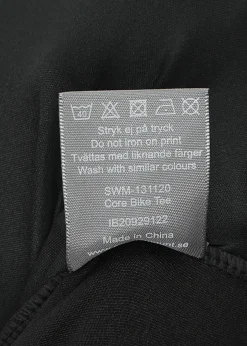 40
Stryk ej på tryck
Do not iron on print
Tvättas med liknande färger
Wash with similar colours
SWM-131120
Core Bike Tee
IB20929122
Made in China